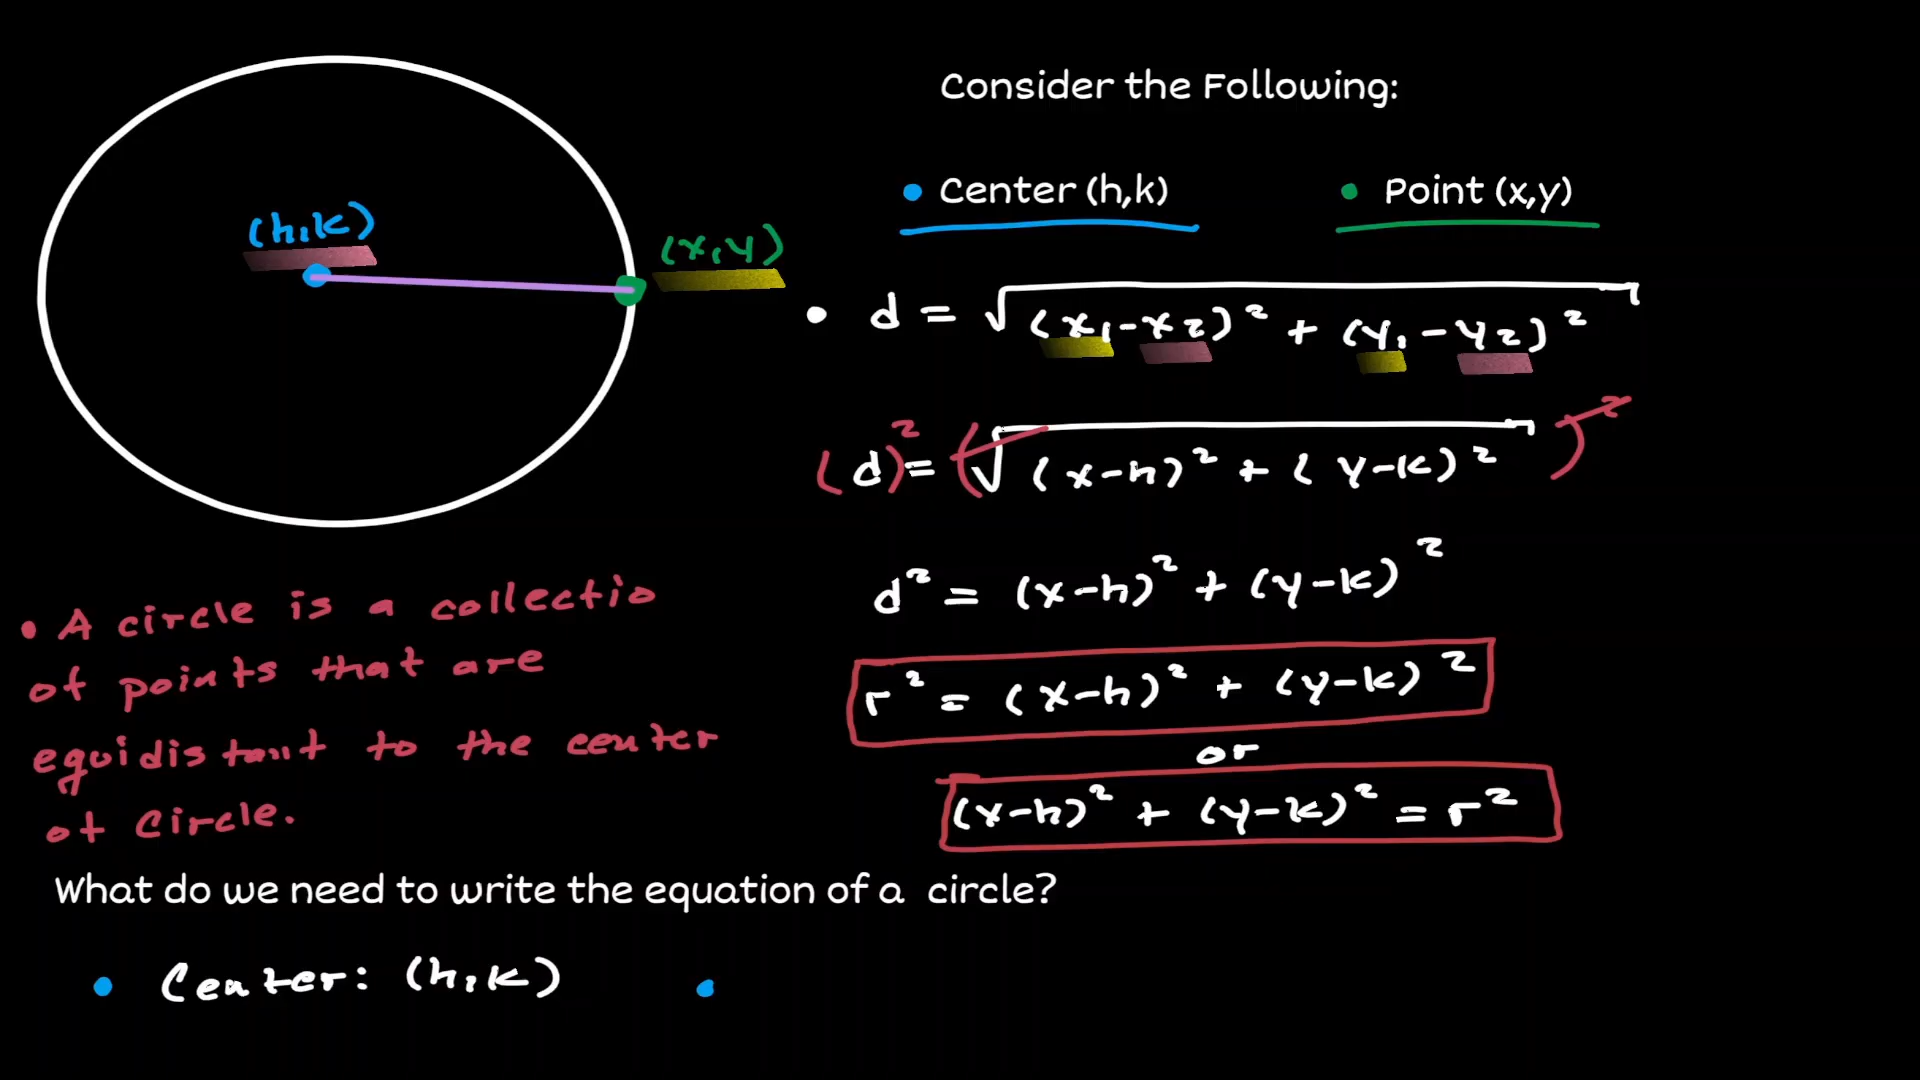 Consider the Following:
• Center (h,k)
• Point (x,y)
(h,k)
(x,y)
• d = √(x₁-x₂)² + (y₁-y₂)²
(d)² = (√(x-h)² + (y-k)²)²
d² = (x-h)² + (y-k)²
r² = (x-h)² + (y-k)²
or
(x-h)² + (y-k)² = r²
• A circle is a collectio
of points that are
equidistant to the center
of Circle.
What do we need to write the equation of a circle?
• Center: (h,k)
•